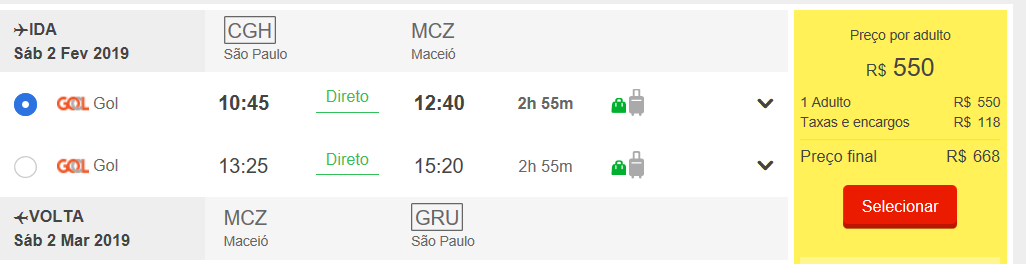 IDA
Sáb 2 Fev 2019
CGH
São Paulo
MCZ
Maceió
GOL Gol 10:45 Direto 12:40 2h 55m
GOL Gol 13:25 Direto 15:20 2h 55m
VOLTA
Sáb 2 Mar 2019
MCZ
Maceió
GRU
São Paulo
Preço por adulto
R$ 550
1 Adulto R$ 550
Taxas e encargos R$ 118
Preço final R$ 668
Selecionar